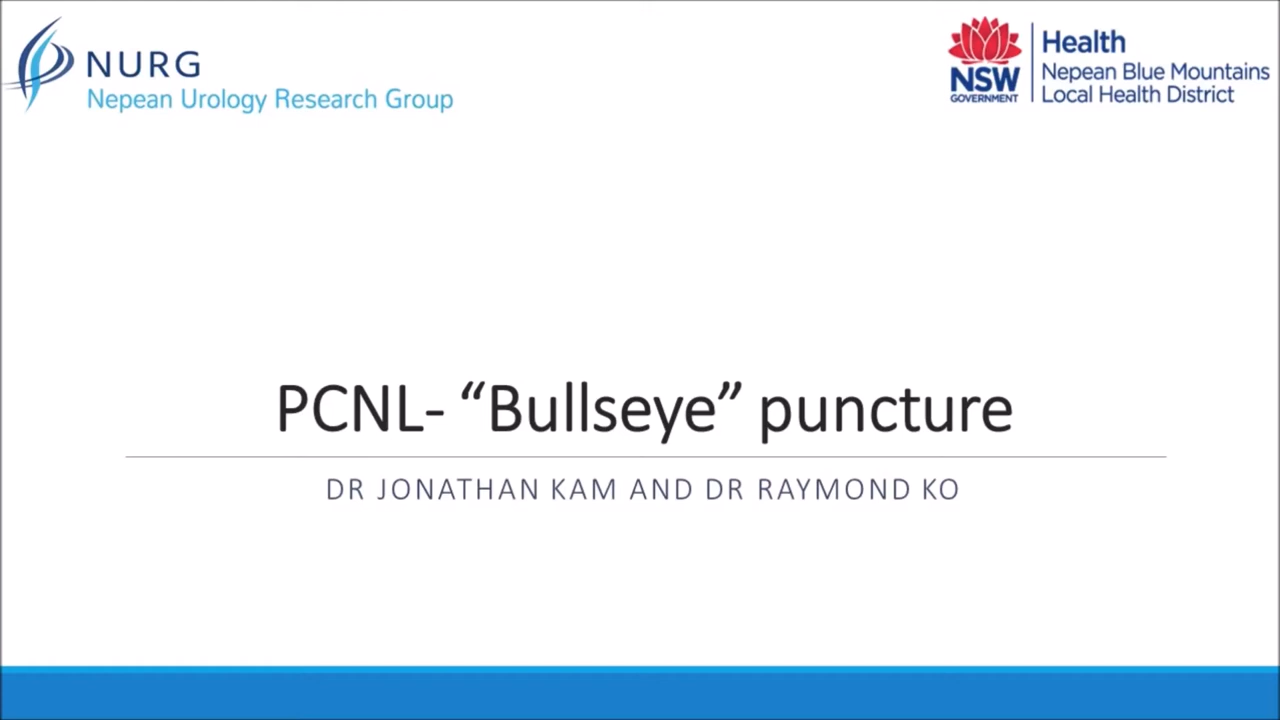 NURG
Nepean Urology Research Group
NSW
GOVERNMENT
Health
Nepean Blue Mountains
Local Health District
PCNL- “Bullseye” puncture
DR JONATHAN KAM AND DR RAYMOND KO